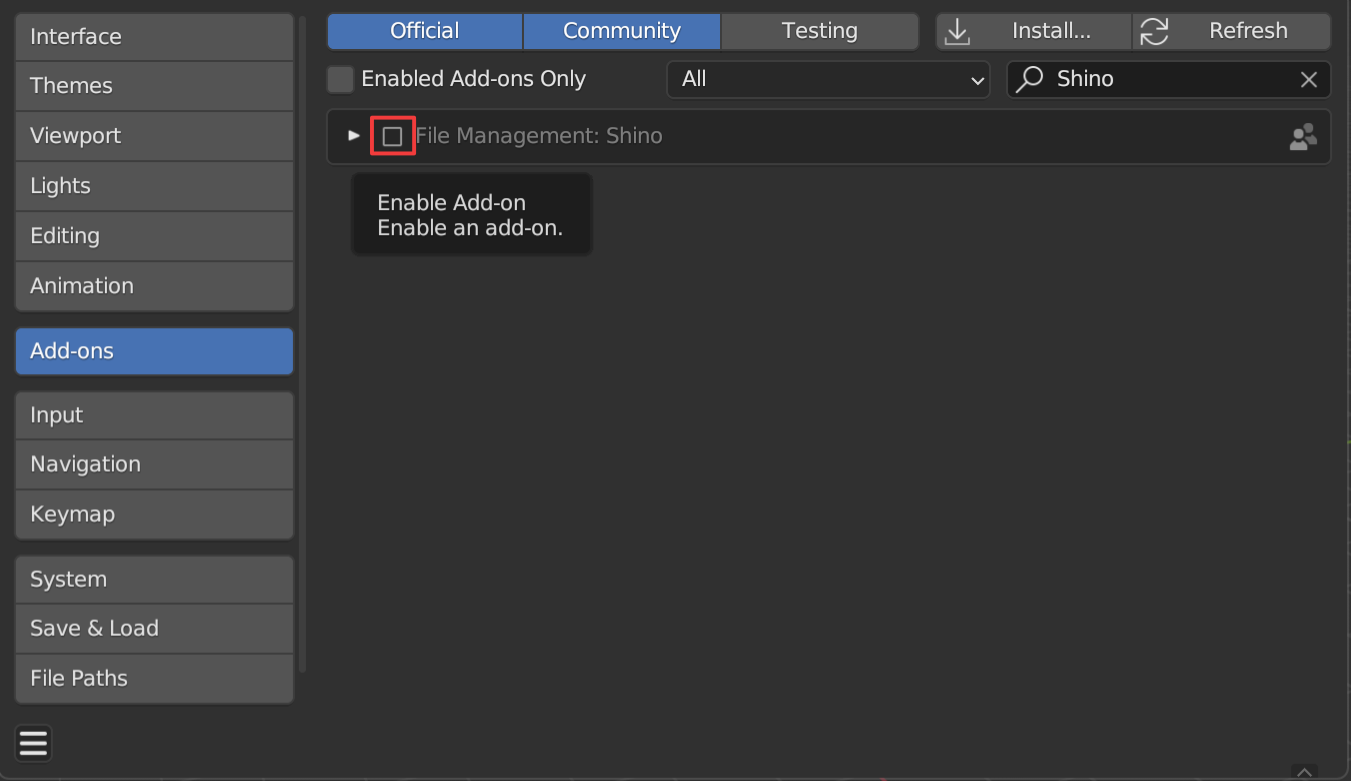 Interface
Themes
Viewport
Lights
Editing
Animation
Add-ons
Input
Navigation
Keymap
System
Save & Load
File Paths
Official Community Testing Install... Refresh
Enabled Add-ons Only All Shino
File Management: Shino
Enable Add-on
Enable an add-on.